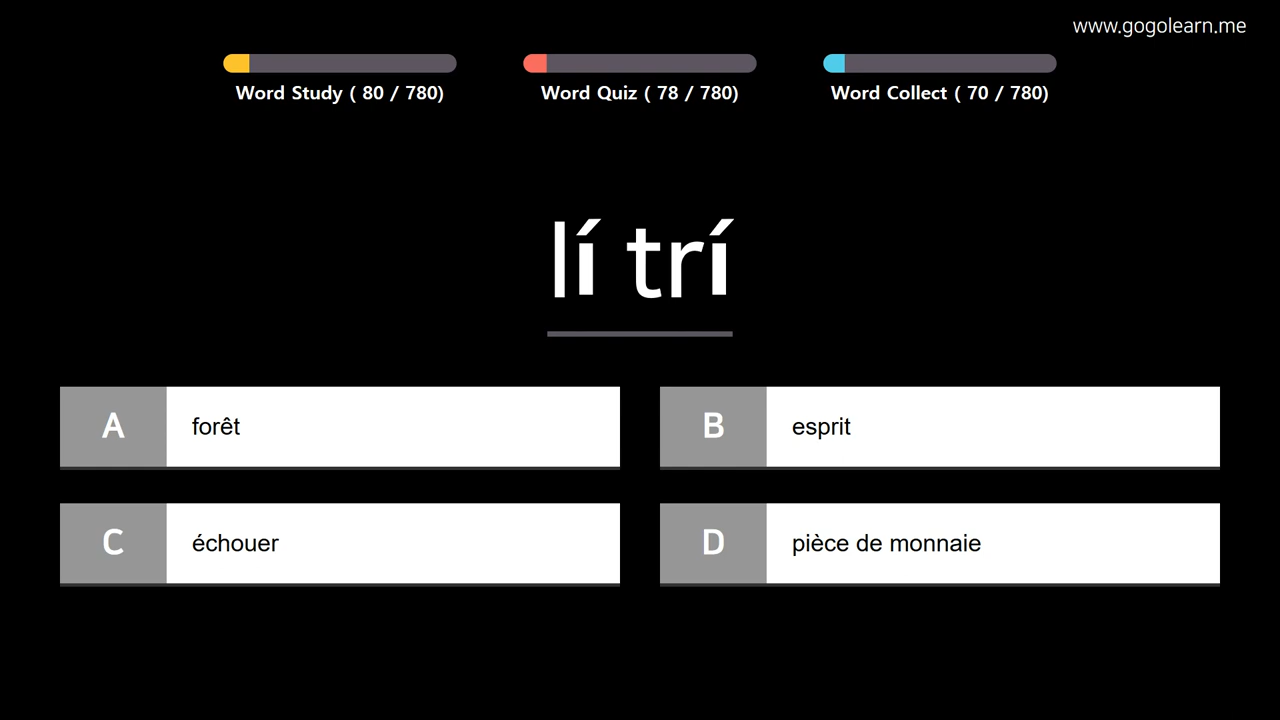 www.gogolearn.me
Word Study ( 80 / 780)
Word Quiz ( 78 / 780)
Word Collect ( 70 / 780)
lí trí
A forêt
B esprit
C échouer
D pièce de monnaie